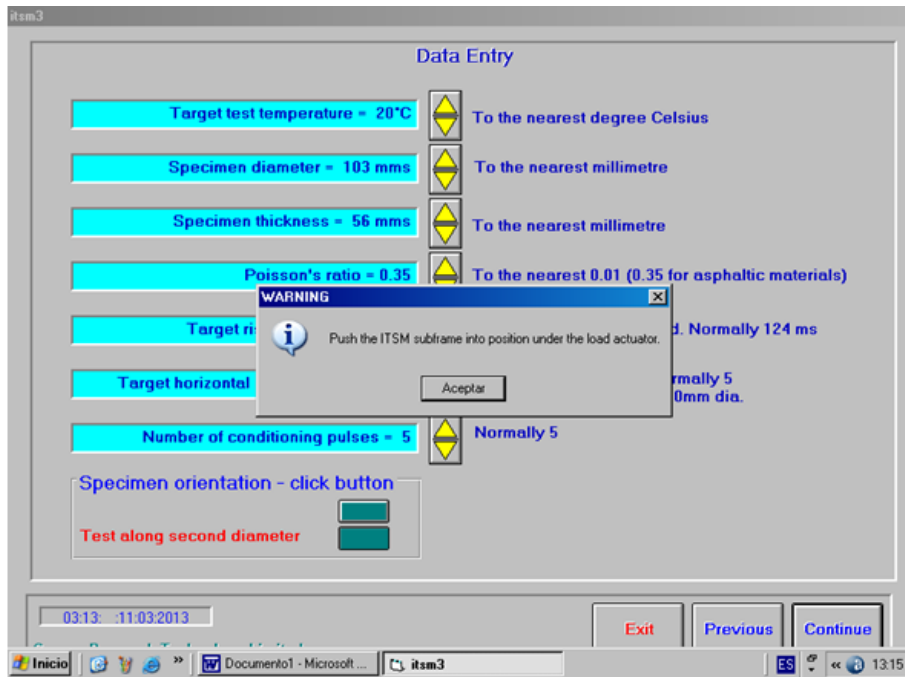 itsm3
Data Entry
Target test temperature = 20°C
To the nearest degree Celsius
Specimen diameter = 103 mms
To the nearest millimetre
Specimen thickness = 56 mms
To the nearest millimetre
Poisson's ratio = 0.35
To the nearest 0.01 (0.35 for asphaltic materials)
WARNING
Push the ITSM subframe into position under the load actuator.
Aceptar
Target
Normally 124 ms
Target horizontal
5
0mm dia.
Number of conditioning pulses = 5
Normally 5
Specimen orientation - click button
Test along second diameter
03:13: :11:03:2013
Exit
Previous
Continue
Inicio
»
Documento1 - Microsoft ...
itsm3
ES
«
13:15